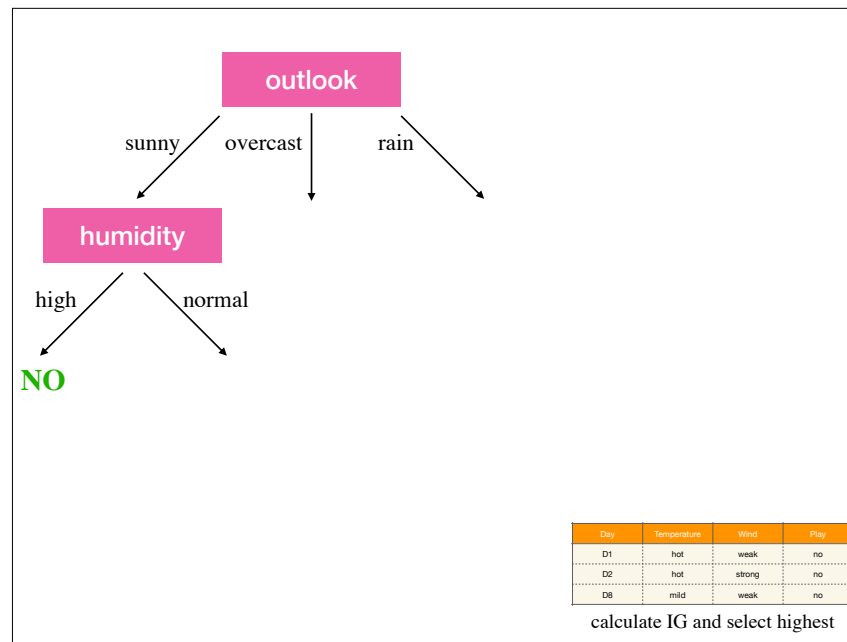 outlook
sunny overcast rain
humidity
high normal
NO
Day Temperature Wind Play
D1 hot weak no
D2 hot strong no
D8 mild weak no
calculate IG and select highest